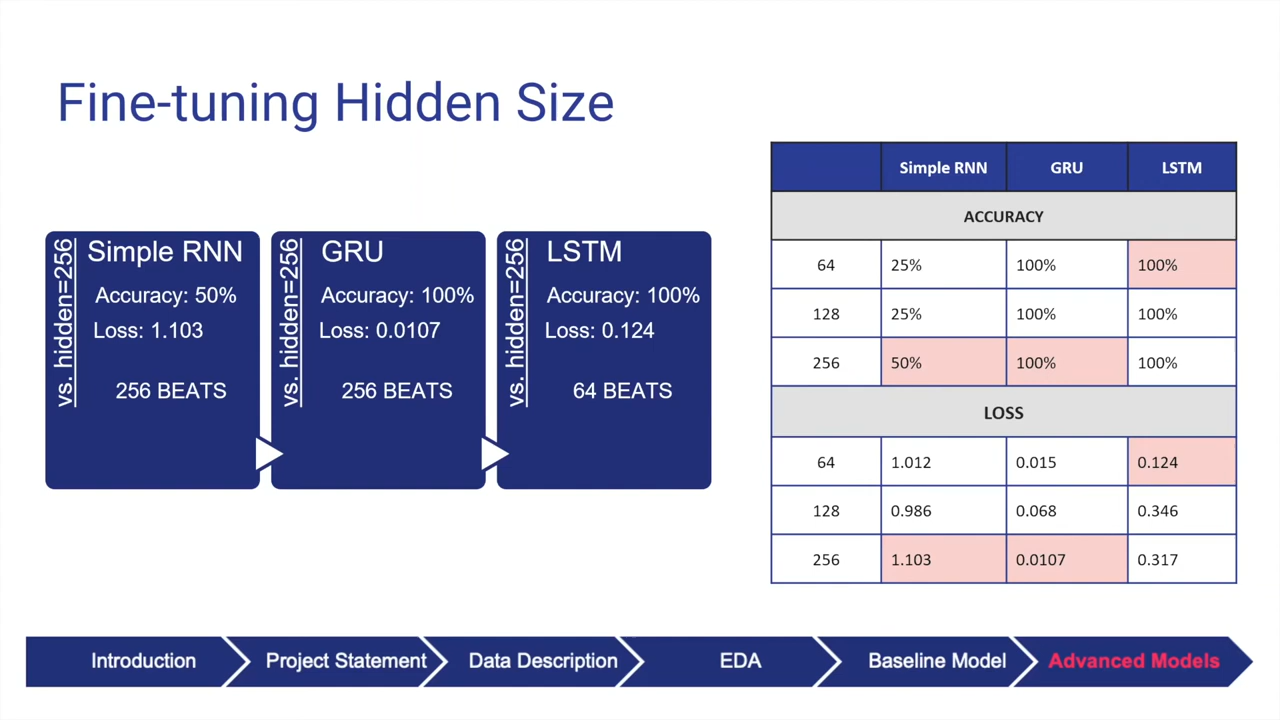 Fine-tuning Hidden Size
vs. hidden=256
Simple RNN
Accuracy: 50%
Loss: 1.103
256 BEATS
vs. hidden=256
GRU
Accuracy: 100%
Loss: 0.0107
256 BEATS
vs. hidden=256
LSTM
Accuracy: 100%
Loss: 0.124
64 BEATS
Simple RNN GRU LSTM
ACCURACY
64 25% 100% 100%
128 25% 100% 100%
256 50% 100% 100%
LOSS
64 1.012 0.015 0.124
128 0.986 0.068 0.346
256 1.103 0.0107 0.317
Introduction Project Statement Data Description EDA Baseline Model Advanced Models